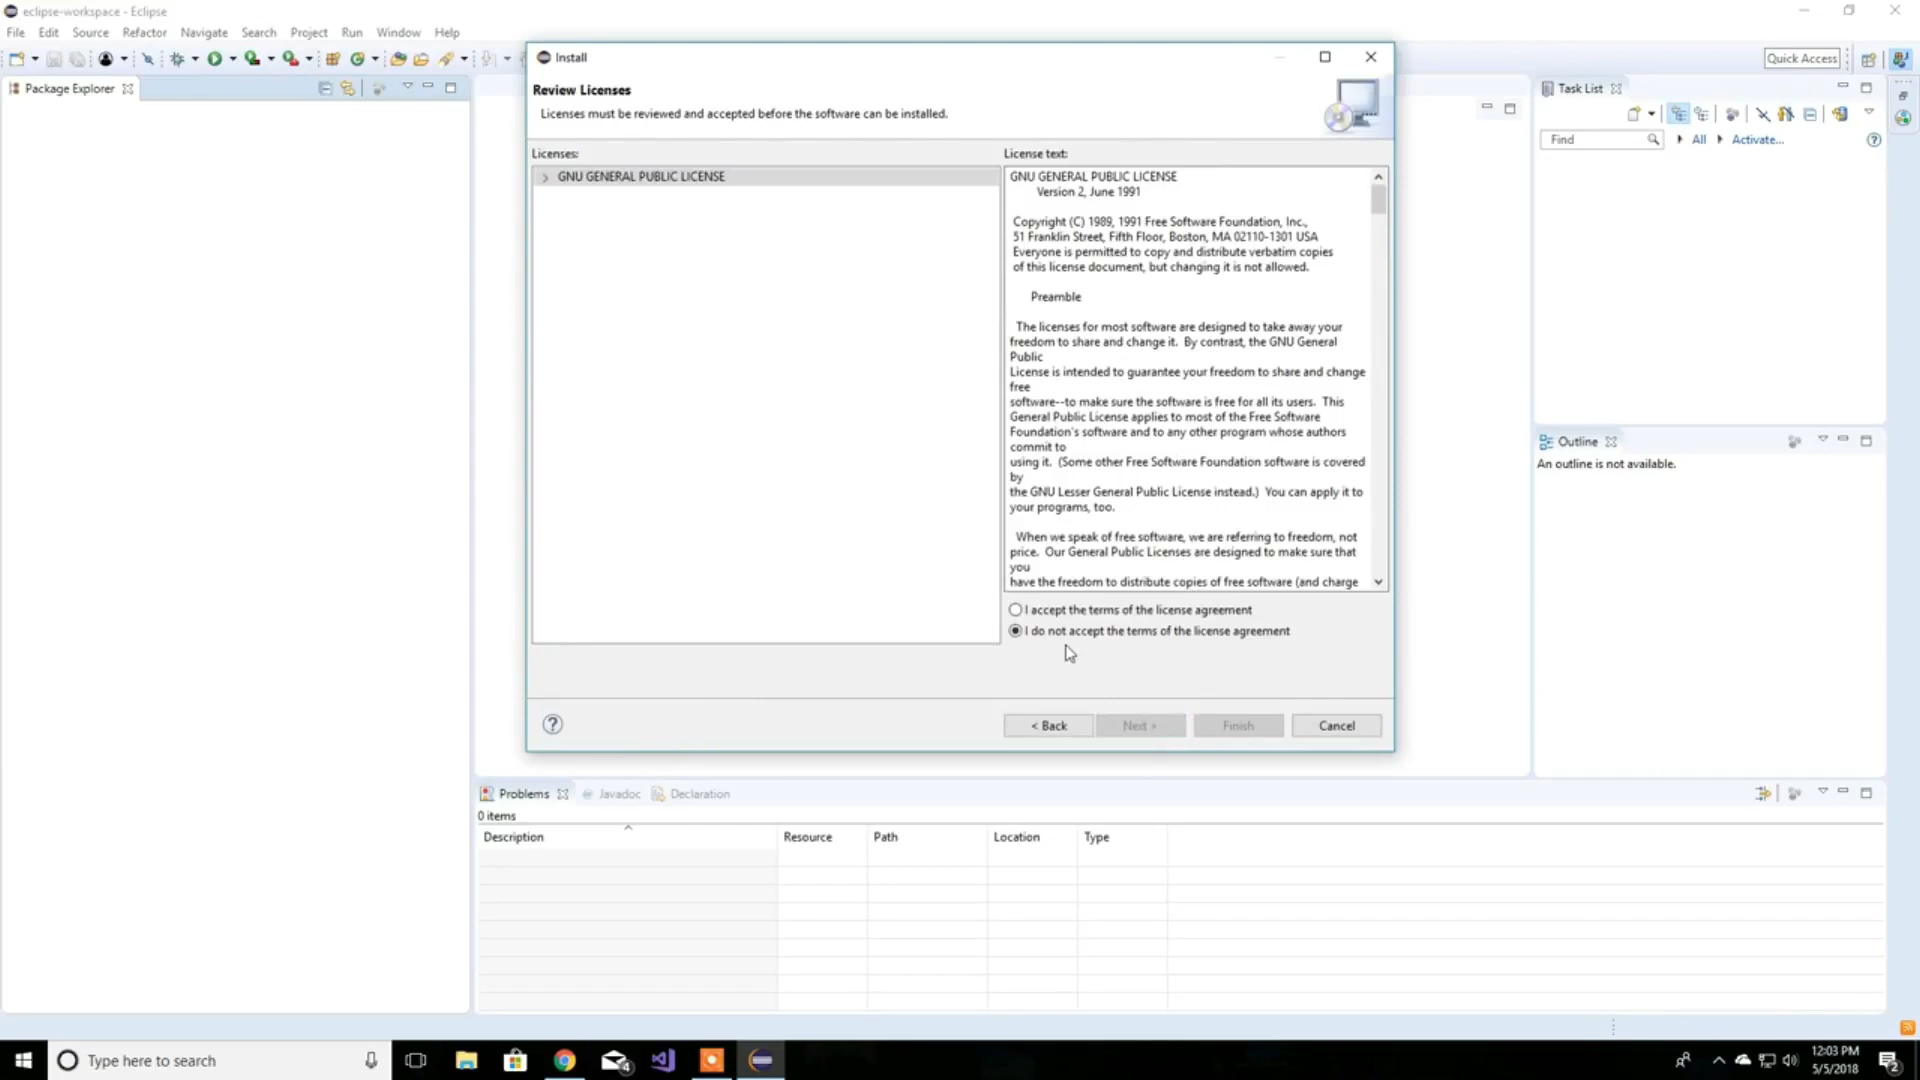 eclipse-workspace - Eclipse
File Edit Source Refactor Navigate Search Project Run Window Help
Quick Access
Package Explorer
Install
Review Licenses
Licenses must be reviewed and accepted before the software can be installed.
Licenses:
GNU GENERAL PUBLIC LICENSE
License text:
GNU GENERAL PUBLIC LICENSE
Version 2, June 1991
Copyright (C) 1989, 1991 Free Software Foundation, Inc.,
51 Franklin Street, Fifth Floor, Boston, MA 02110-1301 USA
Everyone is permitted to copy and distribute verbatim copies
of this license document, but changing it is not allowed.
Preamble
The licenses for most software are designed to take away your
freedom to share and change it. By contrast, the GNU General
Public
License is intended to guarantee your freedom to share and change
free
software--to make sure the software is free for all its users. This
General Public License applies to most of the Free Software
Foundation's software and to any other program whose authors
commit to
using it. (Some other Free Software Foundation software is covered
by
the GNU Lesser General Public License instead.) You can apply it to
your programs, too.
When we speak of free software, we are referring to freedom, not
price. Our General Public Licenses are designed to make sure that
you
have the freedom to distribute copies of free software (and charge
I accept the terms of the license agreement
I do not accept the terms of the license agreement
?
< Back Next > Finish Cancel
Task List
Find All Activate... ?
Outline
An outline is not available.
Problems Javadoc Declaration
0 items
Description Resource Path Location Type
Type here to search
4
12:03 PM
5/5/2018
2